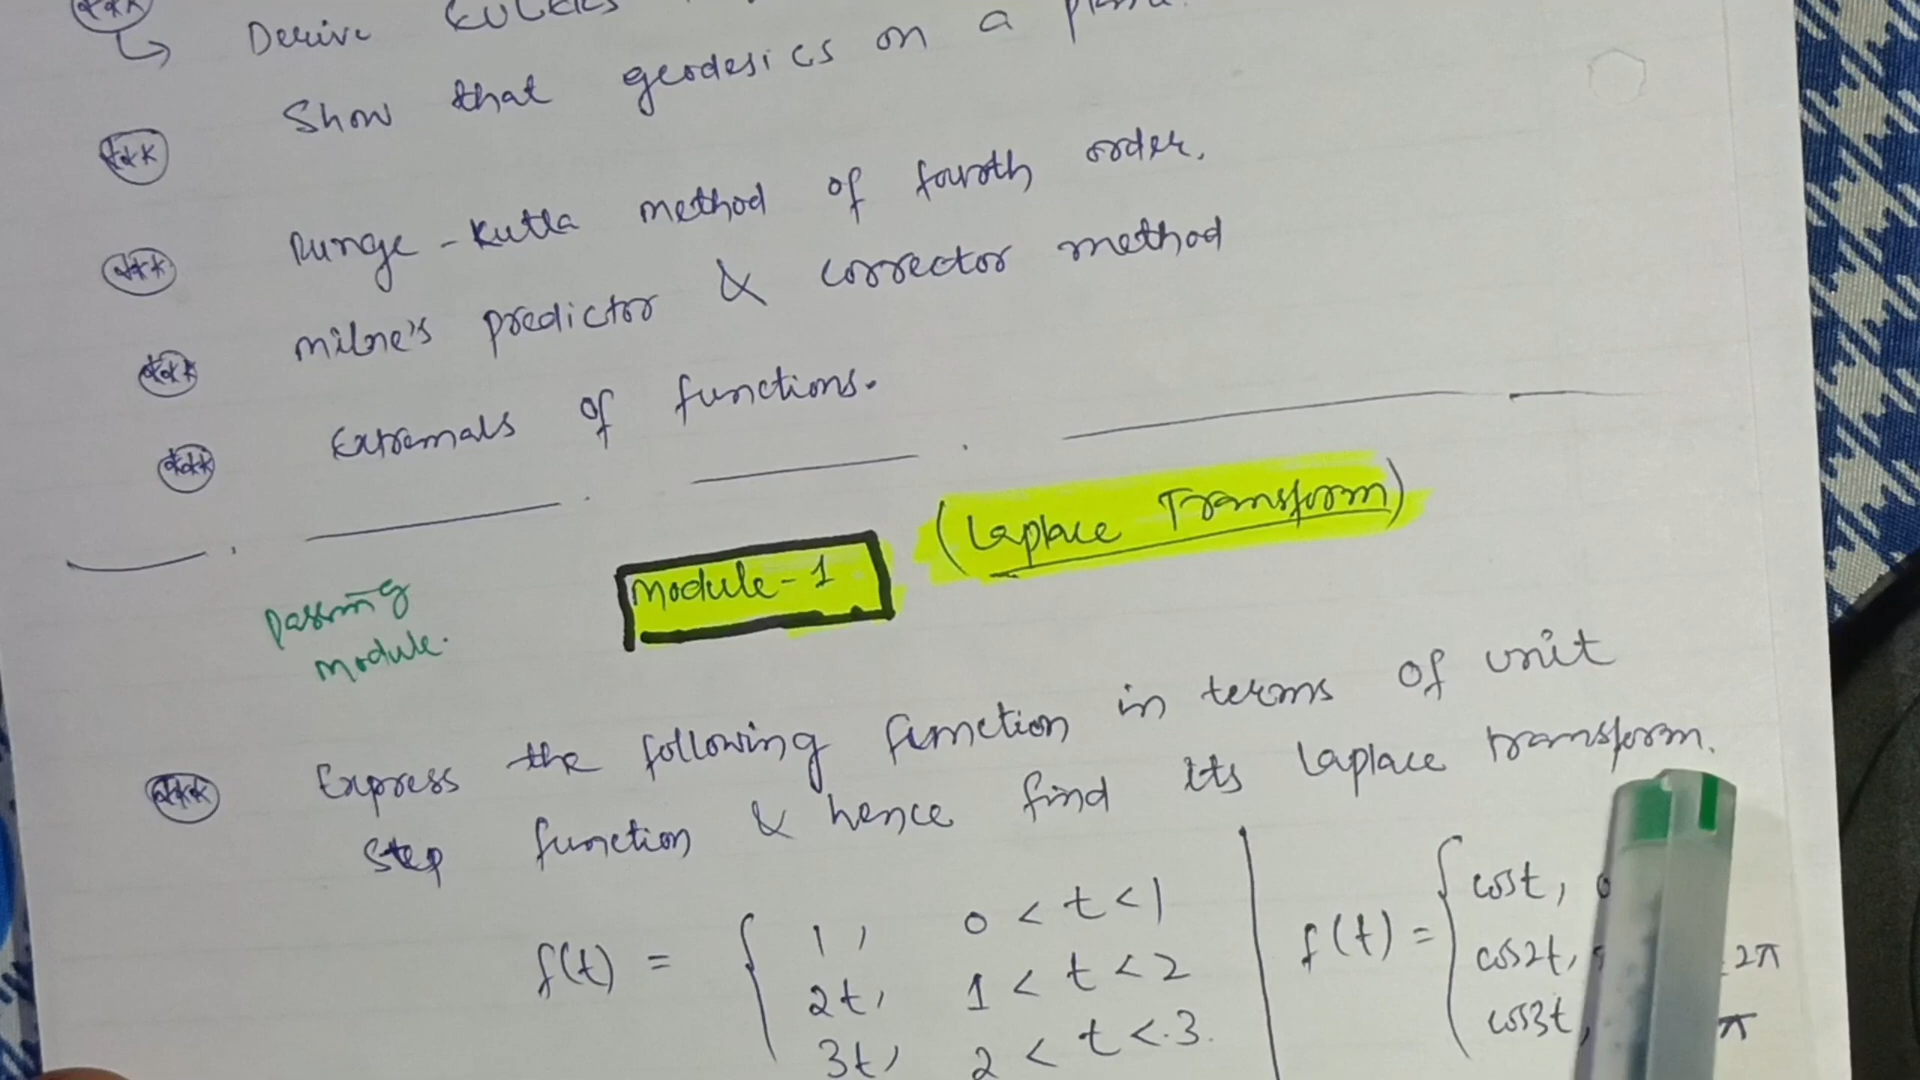 *** Derive
Show that geodesics on a
*** Runge-Kutta method of fourth order.
*** milne's predictor & corrector method
*** Extremals of functions.
***
Module-1 (Laplace Transform)
passing
module.
*** Express the following function in terms of unit
step function & hence find its Laplace transform.
f(t) = { 1, 0 < t < 1
2t, 1 < t < 2
3t, 2 < t < 3.
f(t) = { cost, 0
cos2t, 2π
cos3t, π